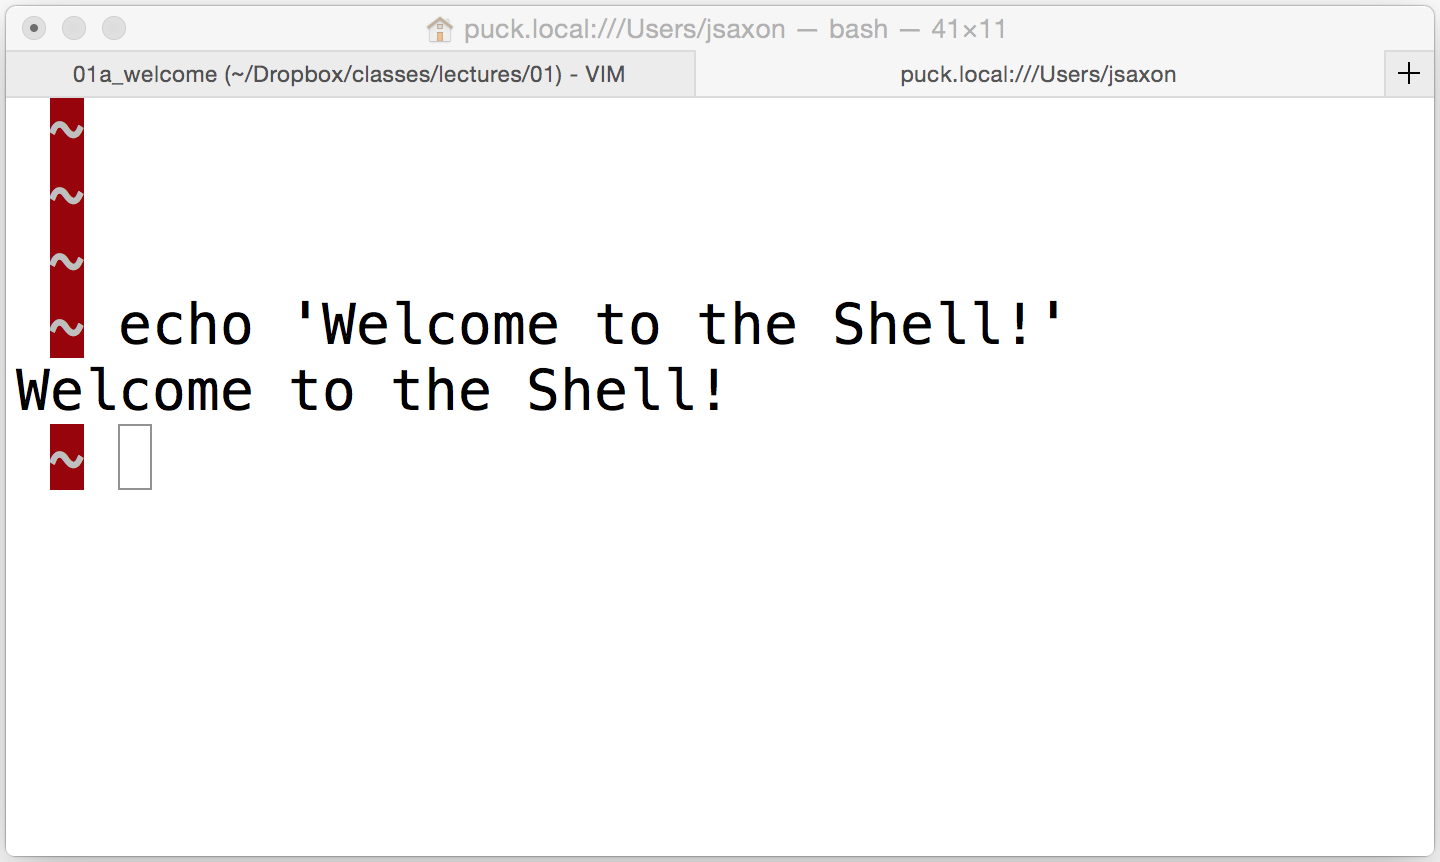 puck.local:///Users/jsaxon — bash — 41×11
01a_welcome (~/Dropbox/classes/lectures/01) - VIM
puck.local:///Users/jsaxon
+
~
~
~
~ echo 'Welcome to the Shell!'
Welcome to the Shell!
~